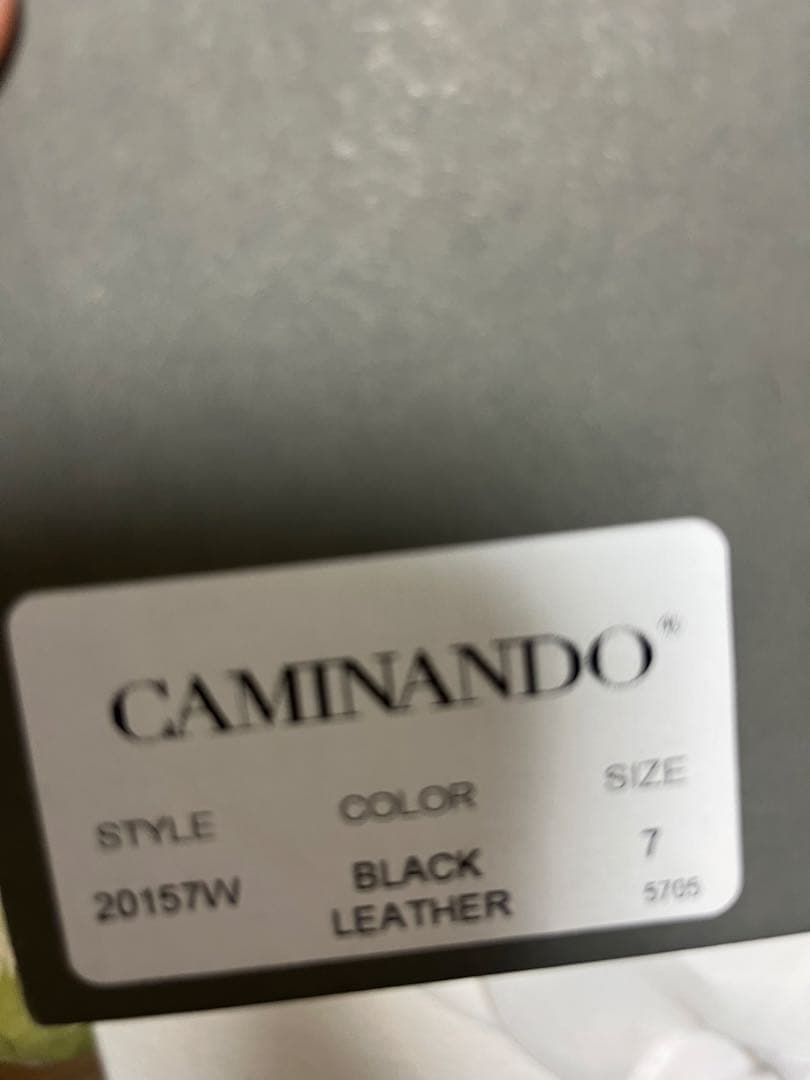 CAMINANDO®
STYLE COLOR SIZE
20157W BLACK LEATHER 7
5705